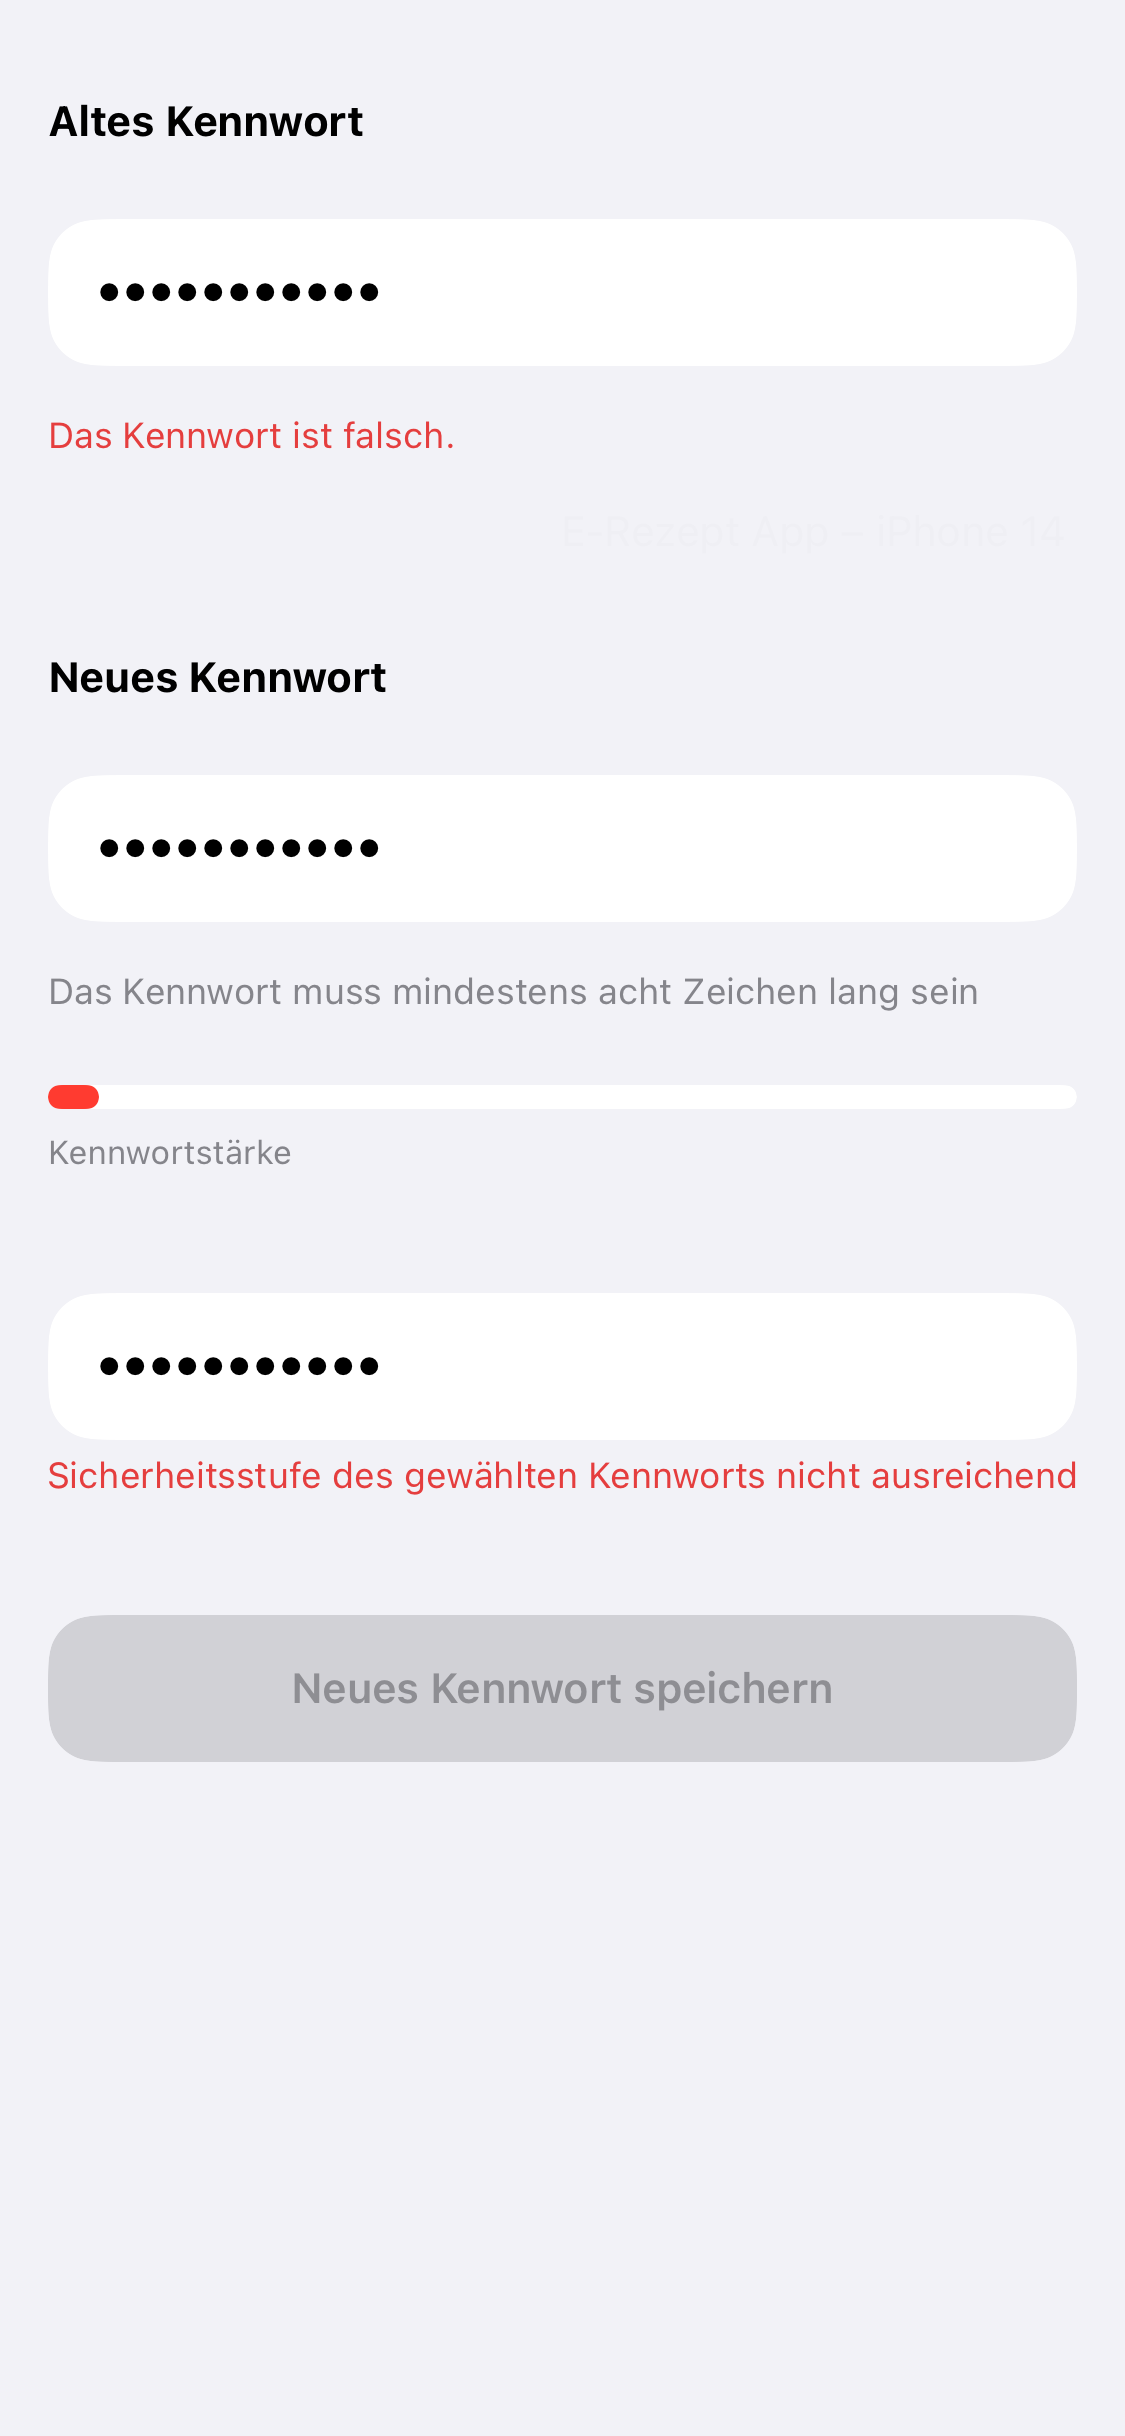 Altes Kennwort
•••••••••••
Das Kennwort ist falsch.
E-Rezept App – iPhone 14
Neues Kennwort
•••••••••••
Das Kennwort muss mindestens acht Zeichen lang sein
Kennwortstärke
•••••••••••
Sicherheitsstufe des gewählten Kennworts nicht ausreichend
Neues Kennwort speichern